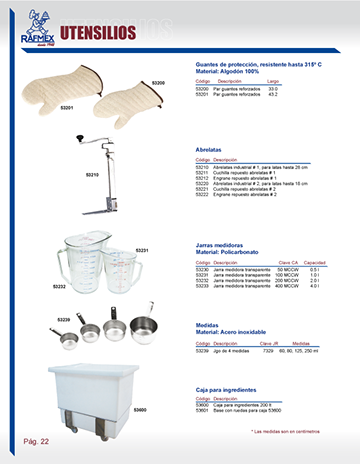 RAFMEX
desde 1942
UTENSILIOS
53200
53201
Guantes de protección, resistente hasta 315º C
Material: Algodón 100%
Código Descripción Largo
53200 Par guantes reforzados 33.0
53201 Par guantes reforzados 43.2
53210
Abrelatas
Código Descripción
53210 Abrelatas industrial # 1, para latas hasta 28 cm
53211 Cuchilla repuesto abrelatas # 1
53212 Engrane repuesto abrelatas # 1
53220 Abrelatas industrial # 2, para latas hasta 18 cm
53221 Cuchilla repuesto abrelatas # 2
53222 Engrane repuesto abrelatas # 2
53231
53232
Jarras medidoras
Material: Policarbonato
Código Descripción Clave CA Capacidad
53230 Jarra medidora transparente 50 MCCW 0.5 l
53231 Jarra medidora transparente 100 MCCW 1.0 l
53232 Jarra medidora transparente 200 MCCW 2.0 l
53233 Jarra medidora transparente 400 MCCW 4.0 l
53239
Medidas
Material: Acero inoxidable
Código Descripción Clave JR Medidas
53239 Jgo de 4 medidas 7329 60, 80, 125, 250 ml
53600
Caja para ingredientes
Código Descripción
53600 Caja para ingredientes 200 lt
53601 Base con ruedas para caja 53600
* Las medidas son en centímetros
Pág. 22